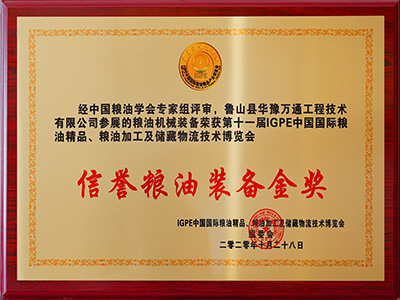 经中国粮油学会专家组评审,鲁山县华豫万通工程技术
有限公司参展的粮油机械装备荣获第十一届IGPE中国国际粮
油精品、粮油加工及储藏物流技术博览会
信誉粮油装备金奖
IGPE中国国际粮油精品、粮油加工及储藏物流技术博览会
组委会
二零二零年十月二十八日